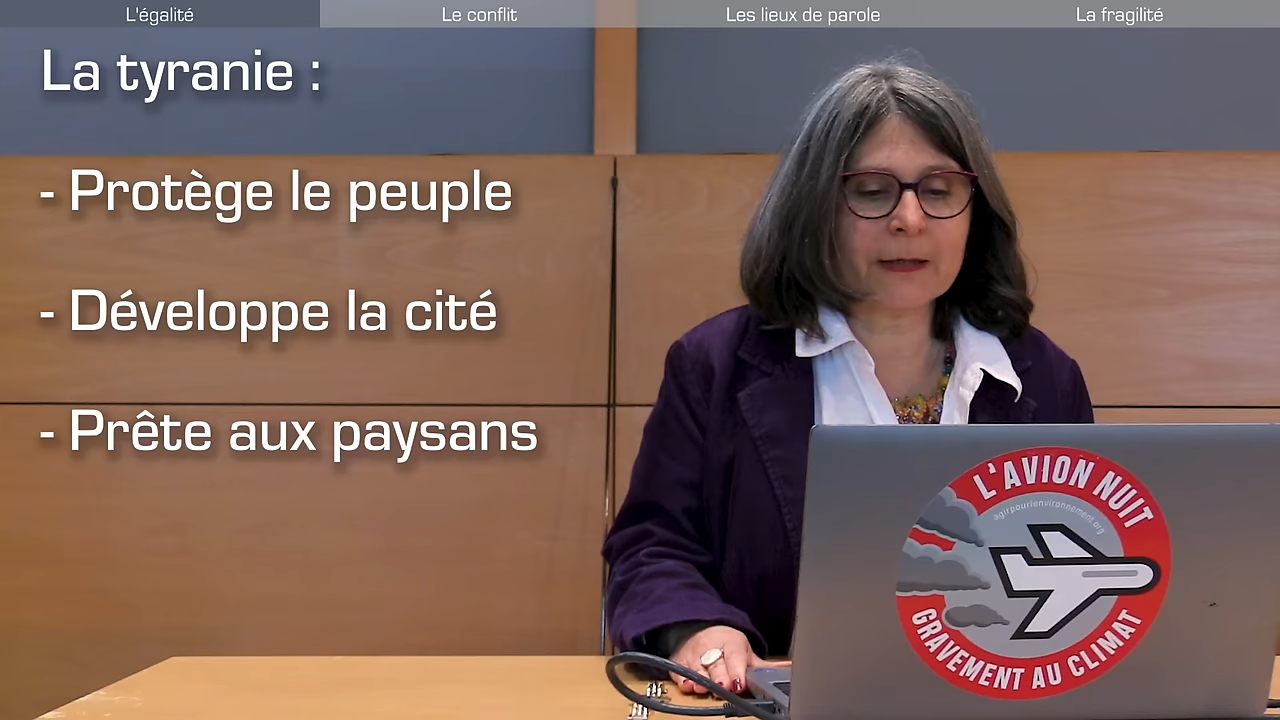 L'égalité
Le conflit
Les lieux de parole
La fragilité
La tyranie :
- Protège le peuple
- Développe la cité
- Prête aux paysans
L'AVION NUIT
agirpourlenvironnement.org
GRAVEMENT AU CLIMAT